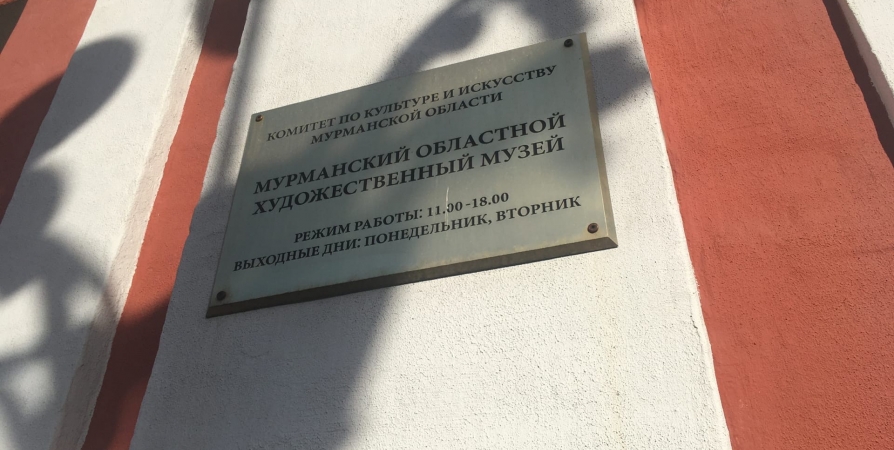 КОМИТЕТ ПО КУЛЬТУРЕ И ИСКУССТВУ
МУРМАНСКОЙ ОБЛАСТИ
МУРМАНСКИЙ ОБЛАСТНОЙ
ХУДОЖЕСТВЕННЫЙ МУЗЕЙ
РЕЖИМ РАБОТЫ: 11.00-18.00
ВЫХОДНЫЕ ДНИ: ПОНЕДЕЛЬНИК, ВТОРНИК